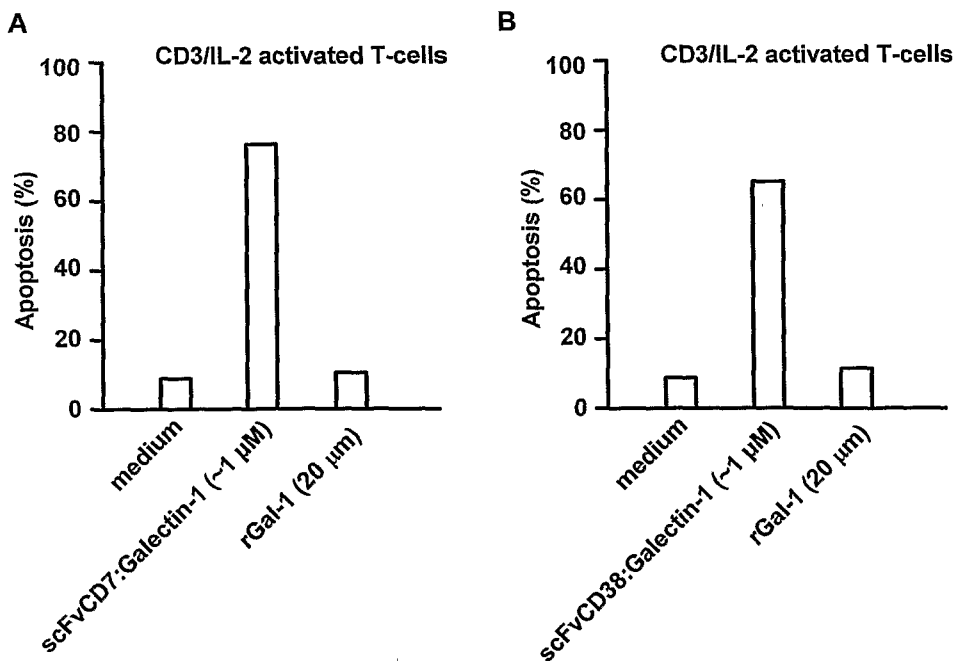 A
CD3/IL-2 activated T-cells
100
80
60
40
20
0
Apoptosis (%)
medium
scFvCD7:Galectin-1 (~1 µM)
rGal-1 (20 µm)
B
CD3/IL-2 activated T-cells
100
80
60
40
20
0
Apoptosis (%)
medium
scFvCD38:Galectin-1 (~1 µM)
rGal-1 (20 µm)